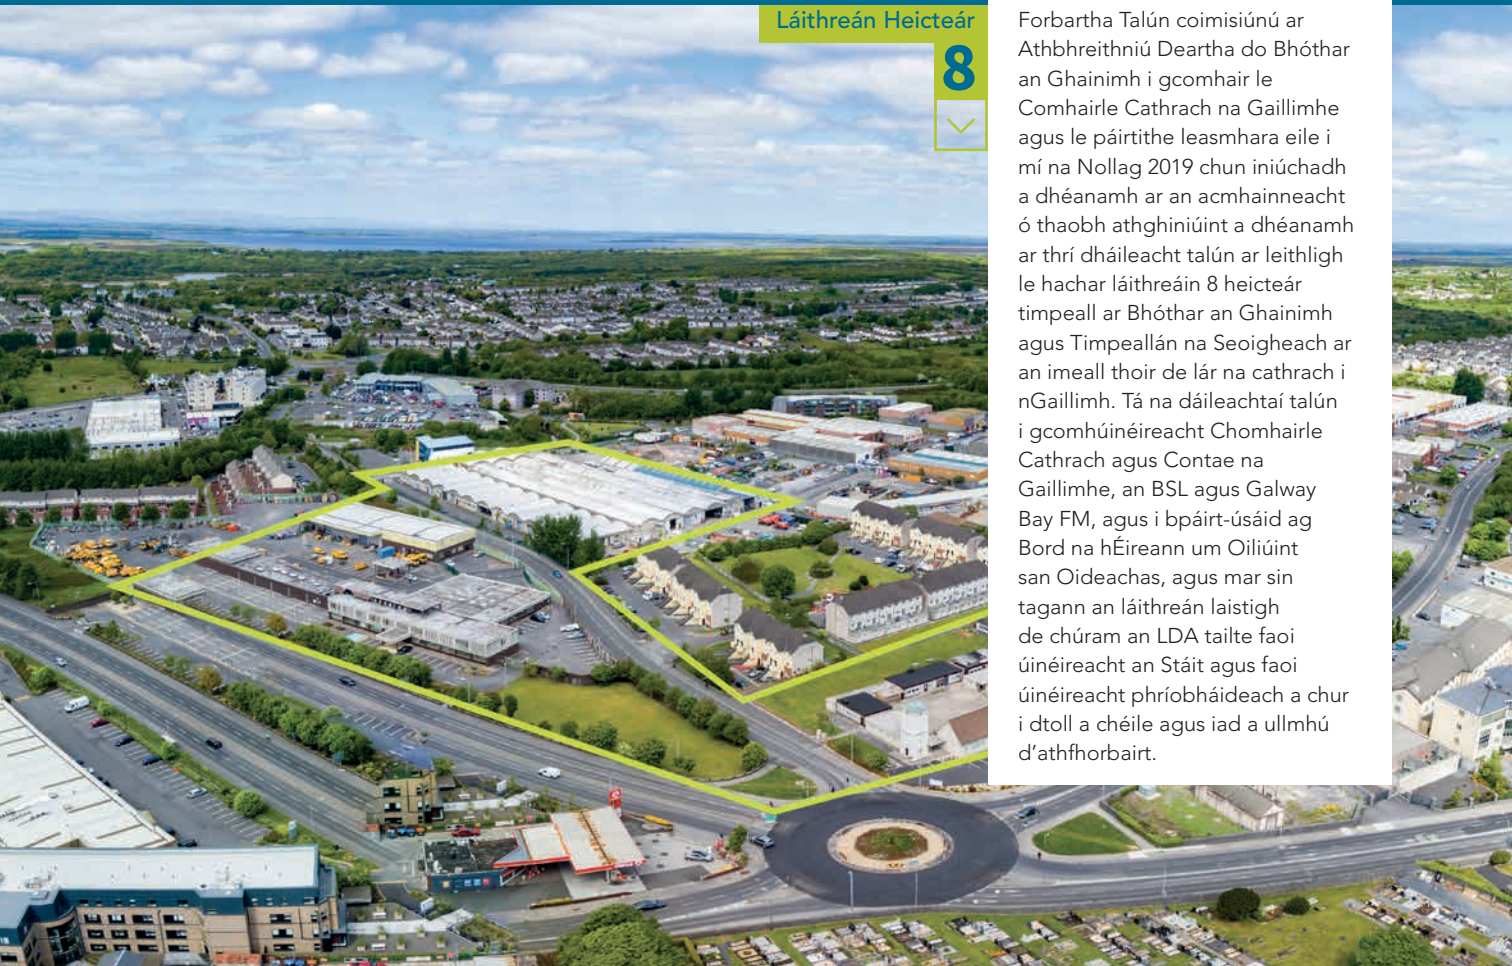 Láithreán Heicteár
8
Forbartha Talún coimisiúnú ar
Athbhreithniú Deartha do Bhóthar
an Ghainimh i gcomhair le
Comhairle Cathrach na Gaillimhe
agus le páirtithe leasmhara eile i
mí na Nollag 2019 chun iniúchadh
a dhéanamh ar an acmhainneacht
ó thaobh athghiniúint a dhéanamh
ar thrí dháileacht talún ar leithligh
le hachar láithreáin 8 heicteár
timpeall ar Bhóthar an Ghainimh
agus Timpeallán na Seoigheach ar
an imeall thoir de lár na cathrach i
nGaillimh. Tá na dáileachtaí talún
i gcomhúinéireacht Chomhairle
Cathrach agus Contae na
Gaillimhe, an BSL agus Galway
Bay FM, agus i bpáirt-úsáid ag
Bord na hÉireann um Oiliúint
san Oideachas, agus mar sin
tagann an láithreán laistigh
de chúram an LDA tailte faoi
úinéireacht an Stáit agus faoi
úinéireacht phríobháideach a chur
i dtoll a chéile agus iad a ullmhú
d'athfhorbairt.